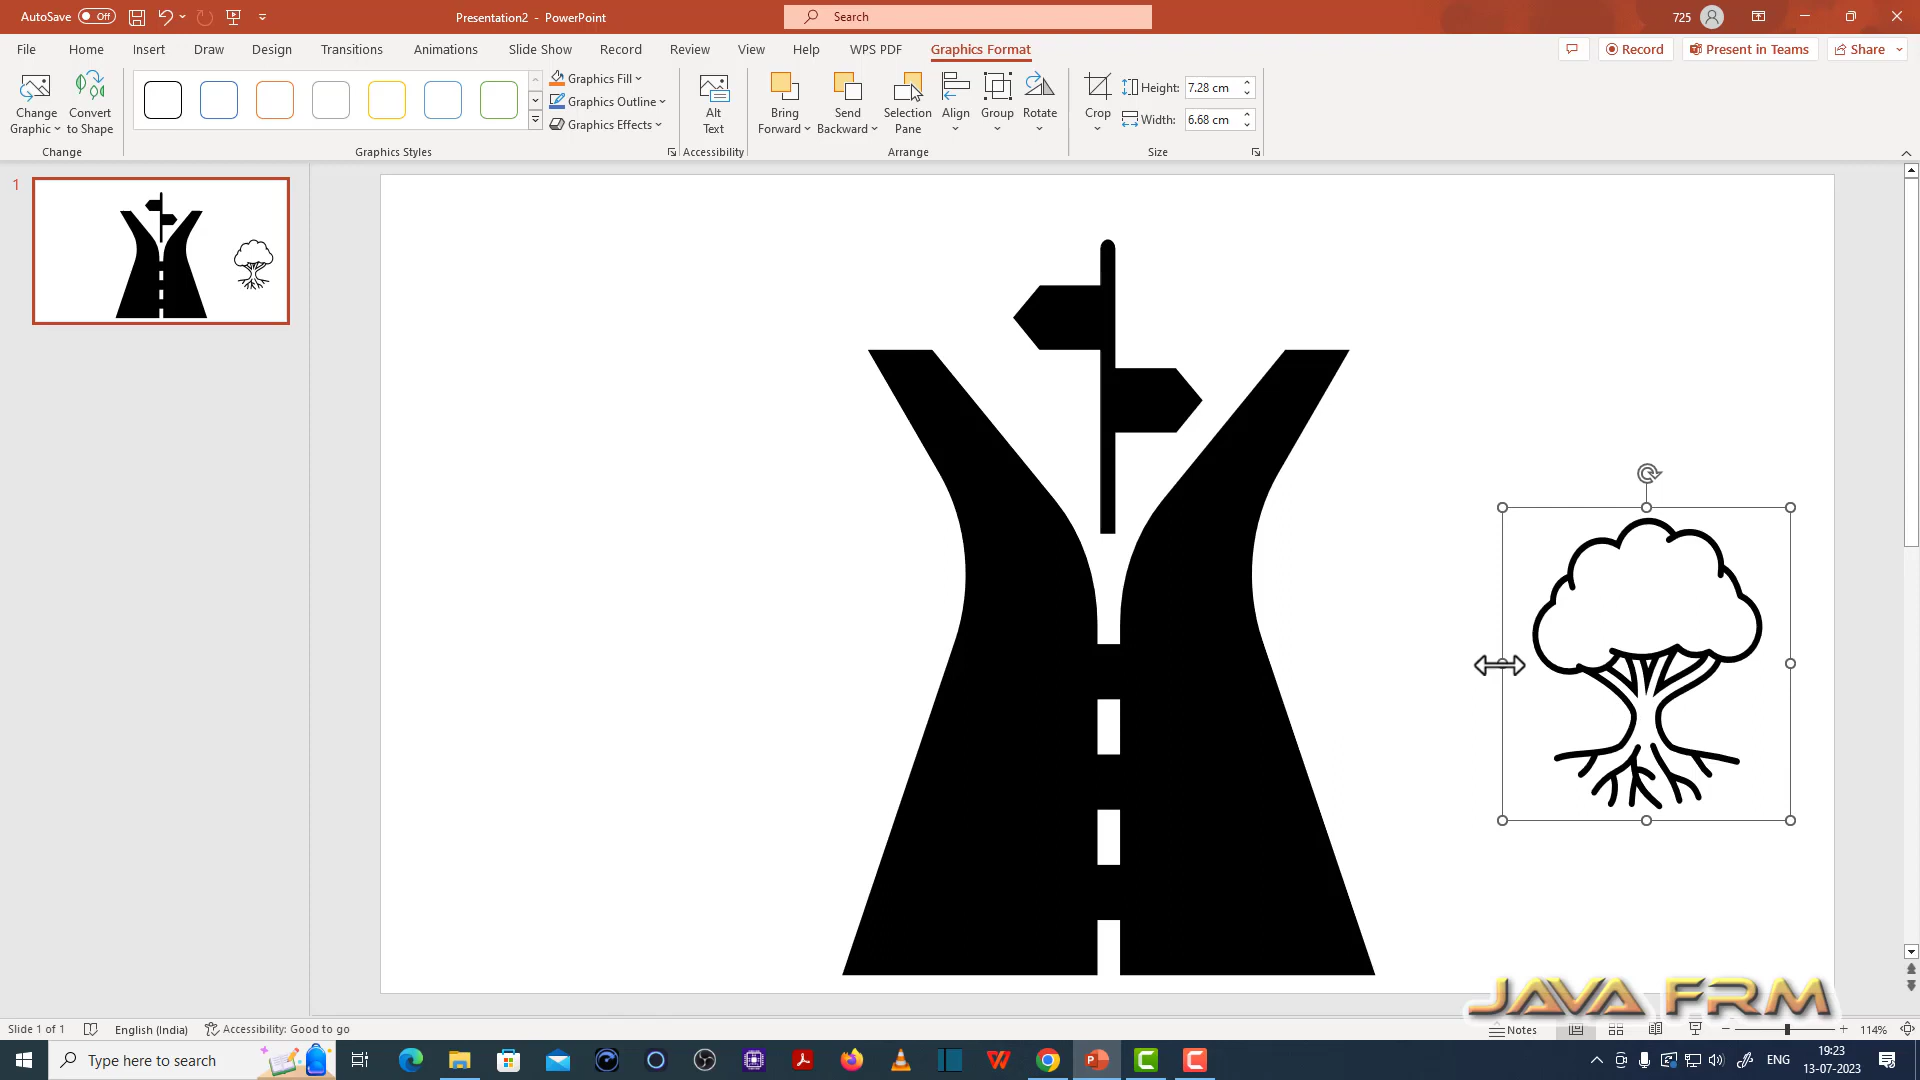 AutoSave Off Presentation2 - PowerPoint Search 725
File Home Insert Draw Design Transitions Animations Slide Show Record Review View Help WPS PDF Graphics Format Record Present in Teams Share
Change Graphic
Convert to Shape
Change
Graphics Fill
Graphics Outline
Graphics Effects
Graphics Styles
Alt Text
Accessibility
Bring Forward
Send Backward
Selection Pane
Align
Group
Rotate
Arrange
Crop
Height: 7.28 cm
Width: 6.68 cm
Size
1
JAVA FRM
Slide 1 of 1 English (India) Accessibility: Good to go Notes 114%
Type here to search ENG 19:23
13-07-2023